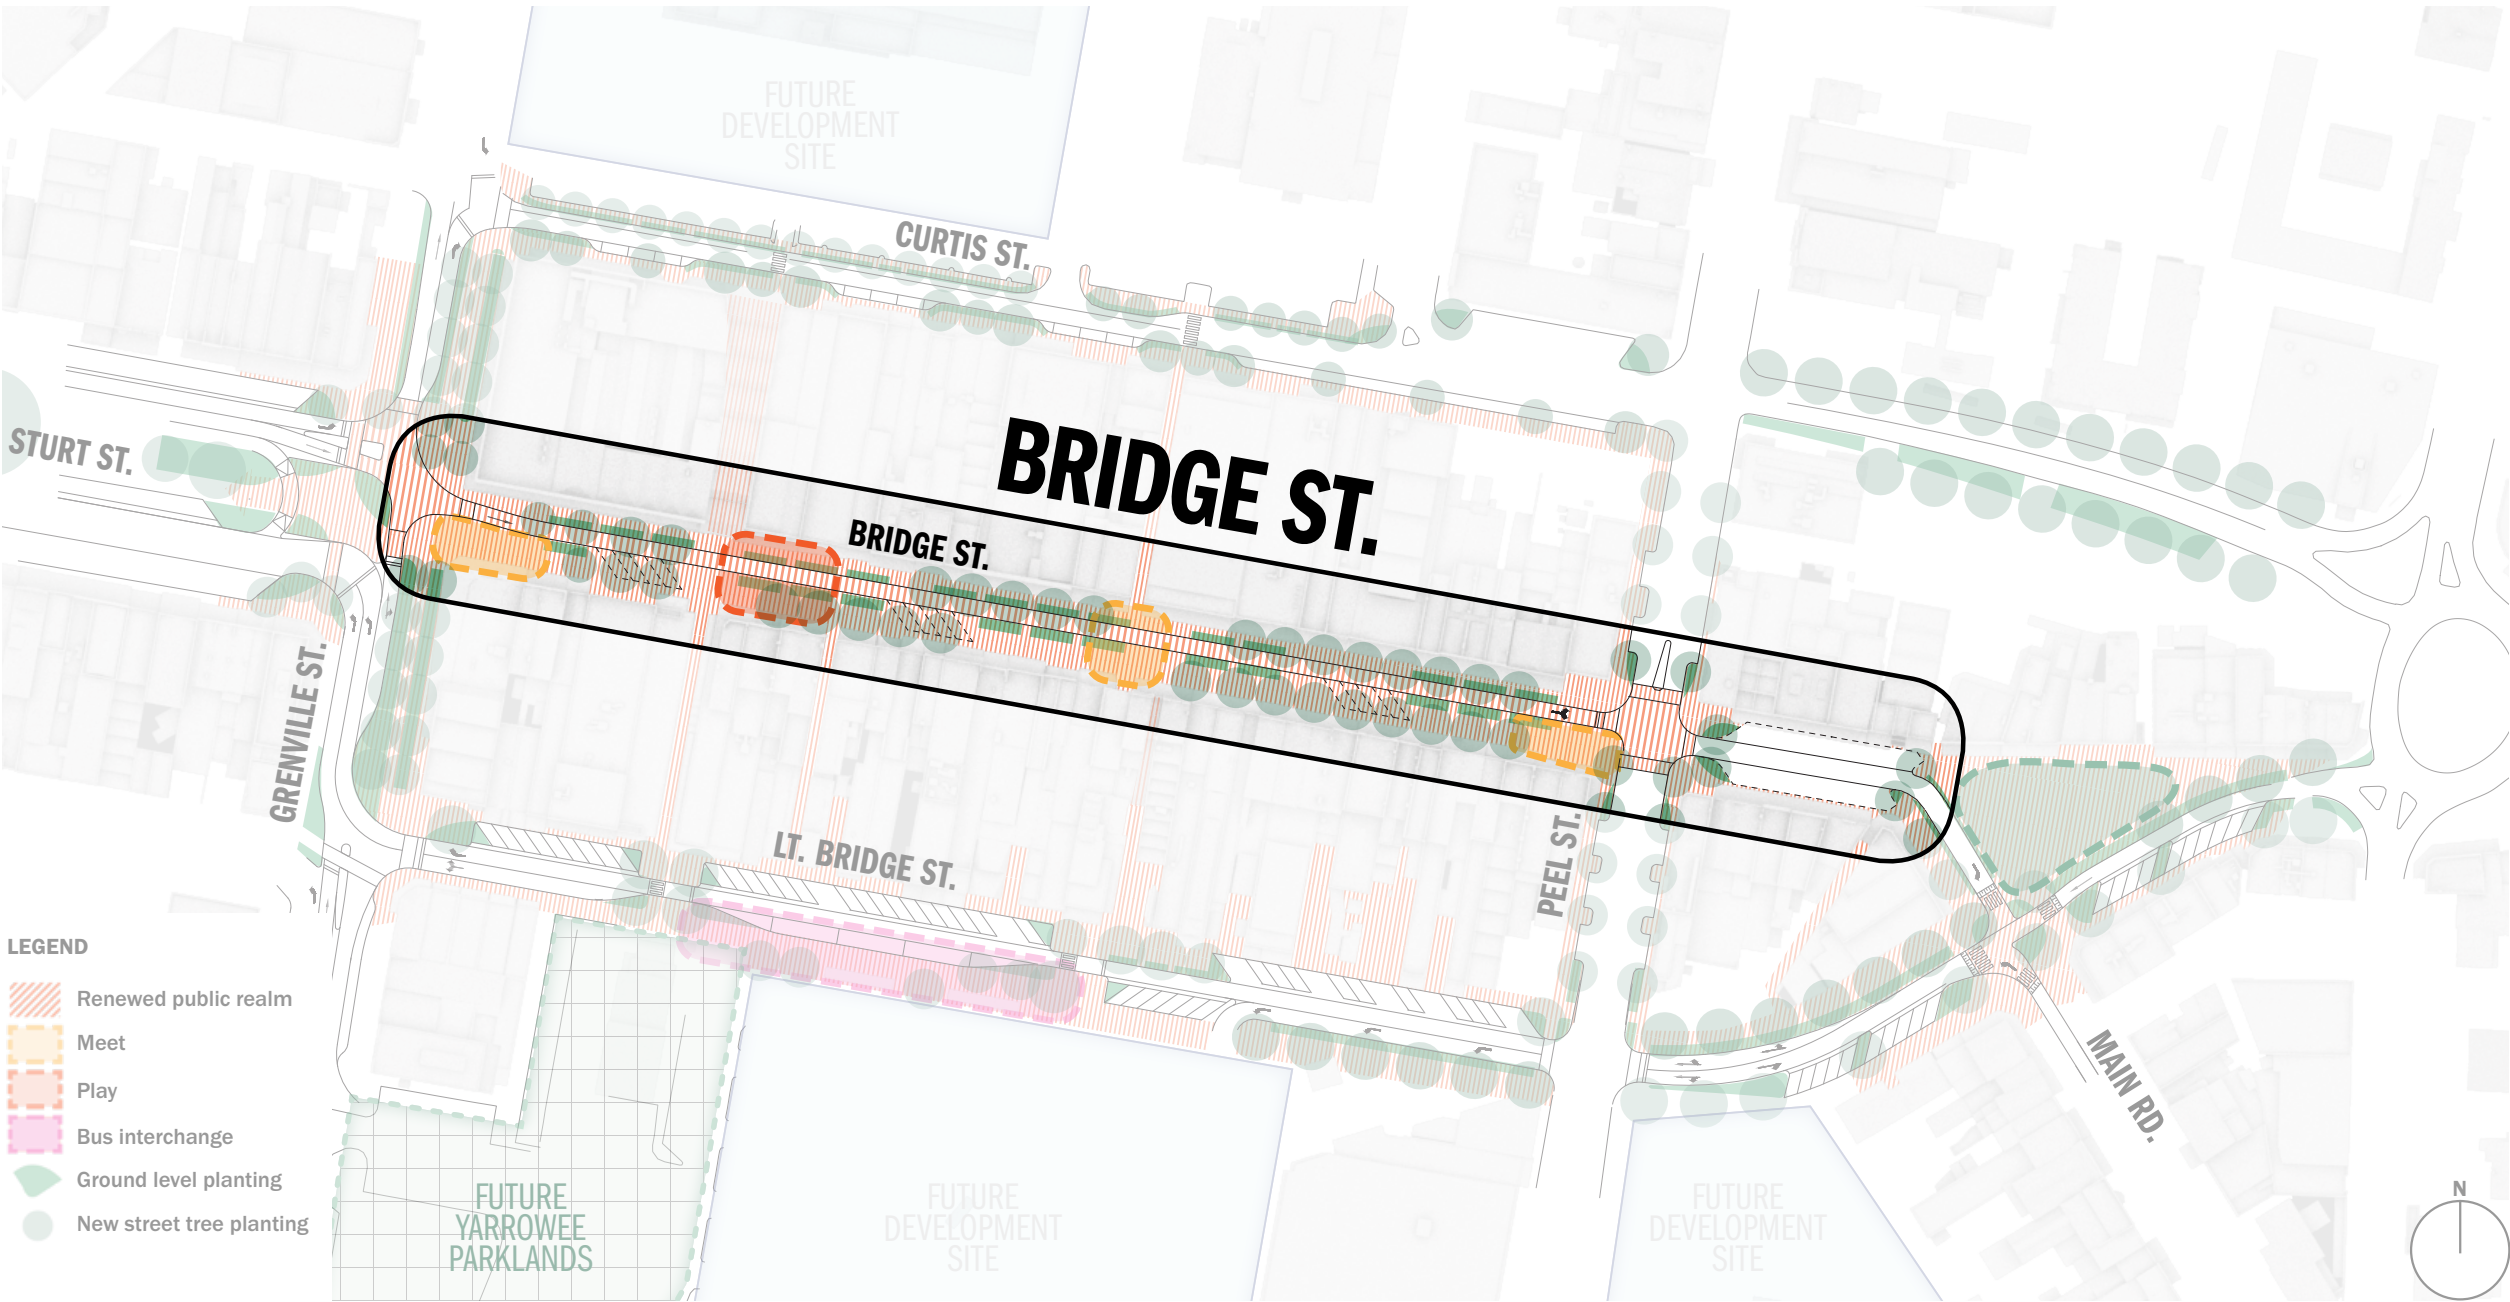 FUTURE
DEVELOPMENT
SITE
CURTIS ST.
STURT ST.
BRIDGE ST.
BRIDGE ST.
GRENVILLE ST.
LT. BRIDGE ST.
PEEL ST.
MAIN RD.
LEGEND
Renewed public realm
Meet
Play
Bus interchange
Ground level planting
New street tree planting
FUTURE
YARROWEE
PARKLANDS
FUTURE
DEVELOPMENT
SITE
FUTURE
DEVELOPMENT
SITE
N